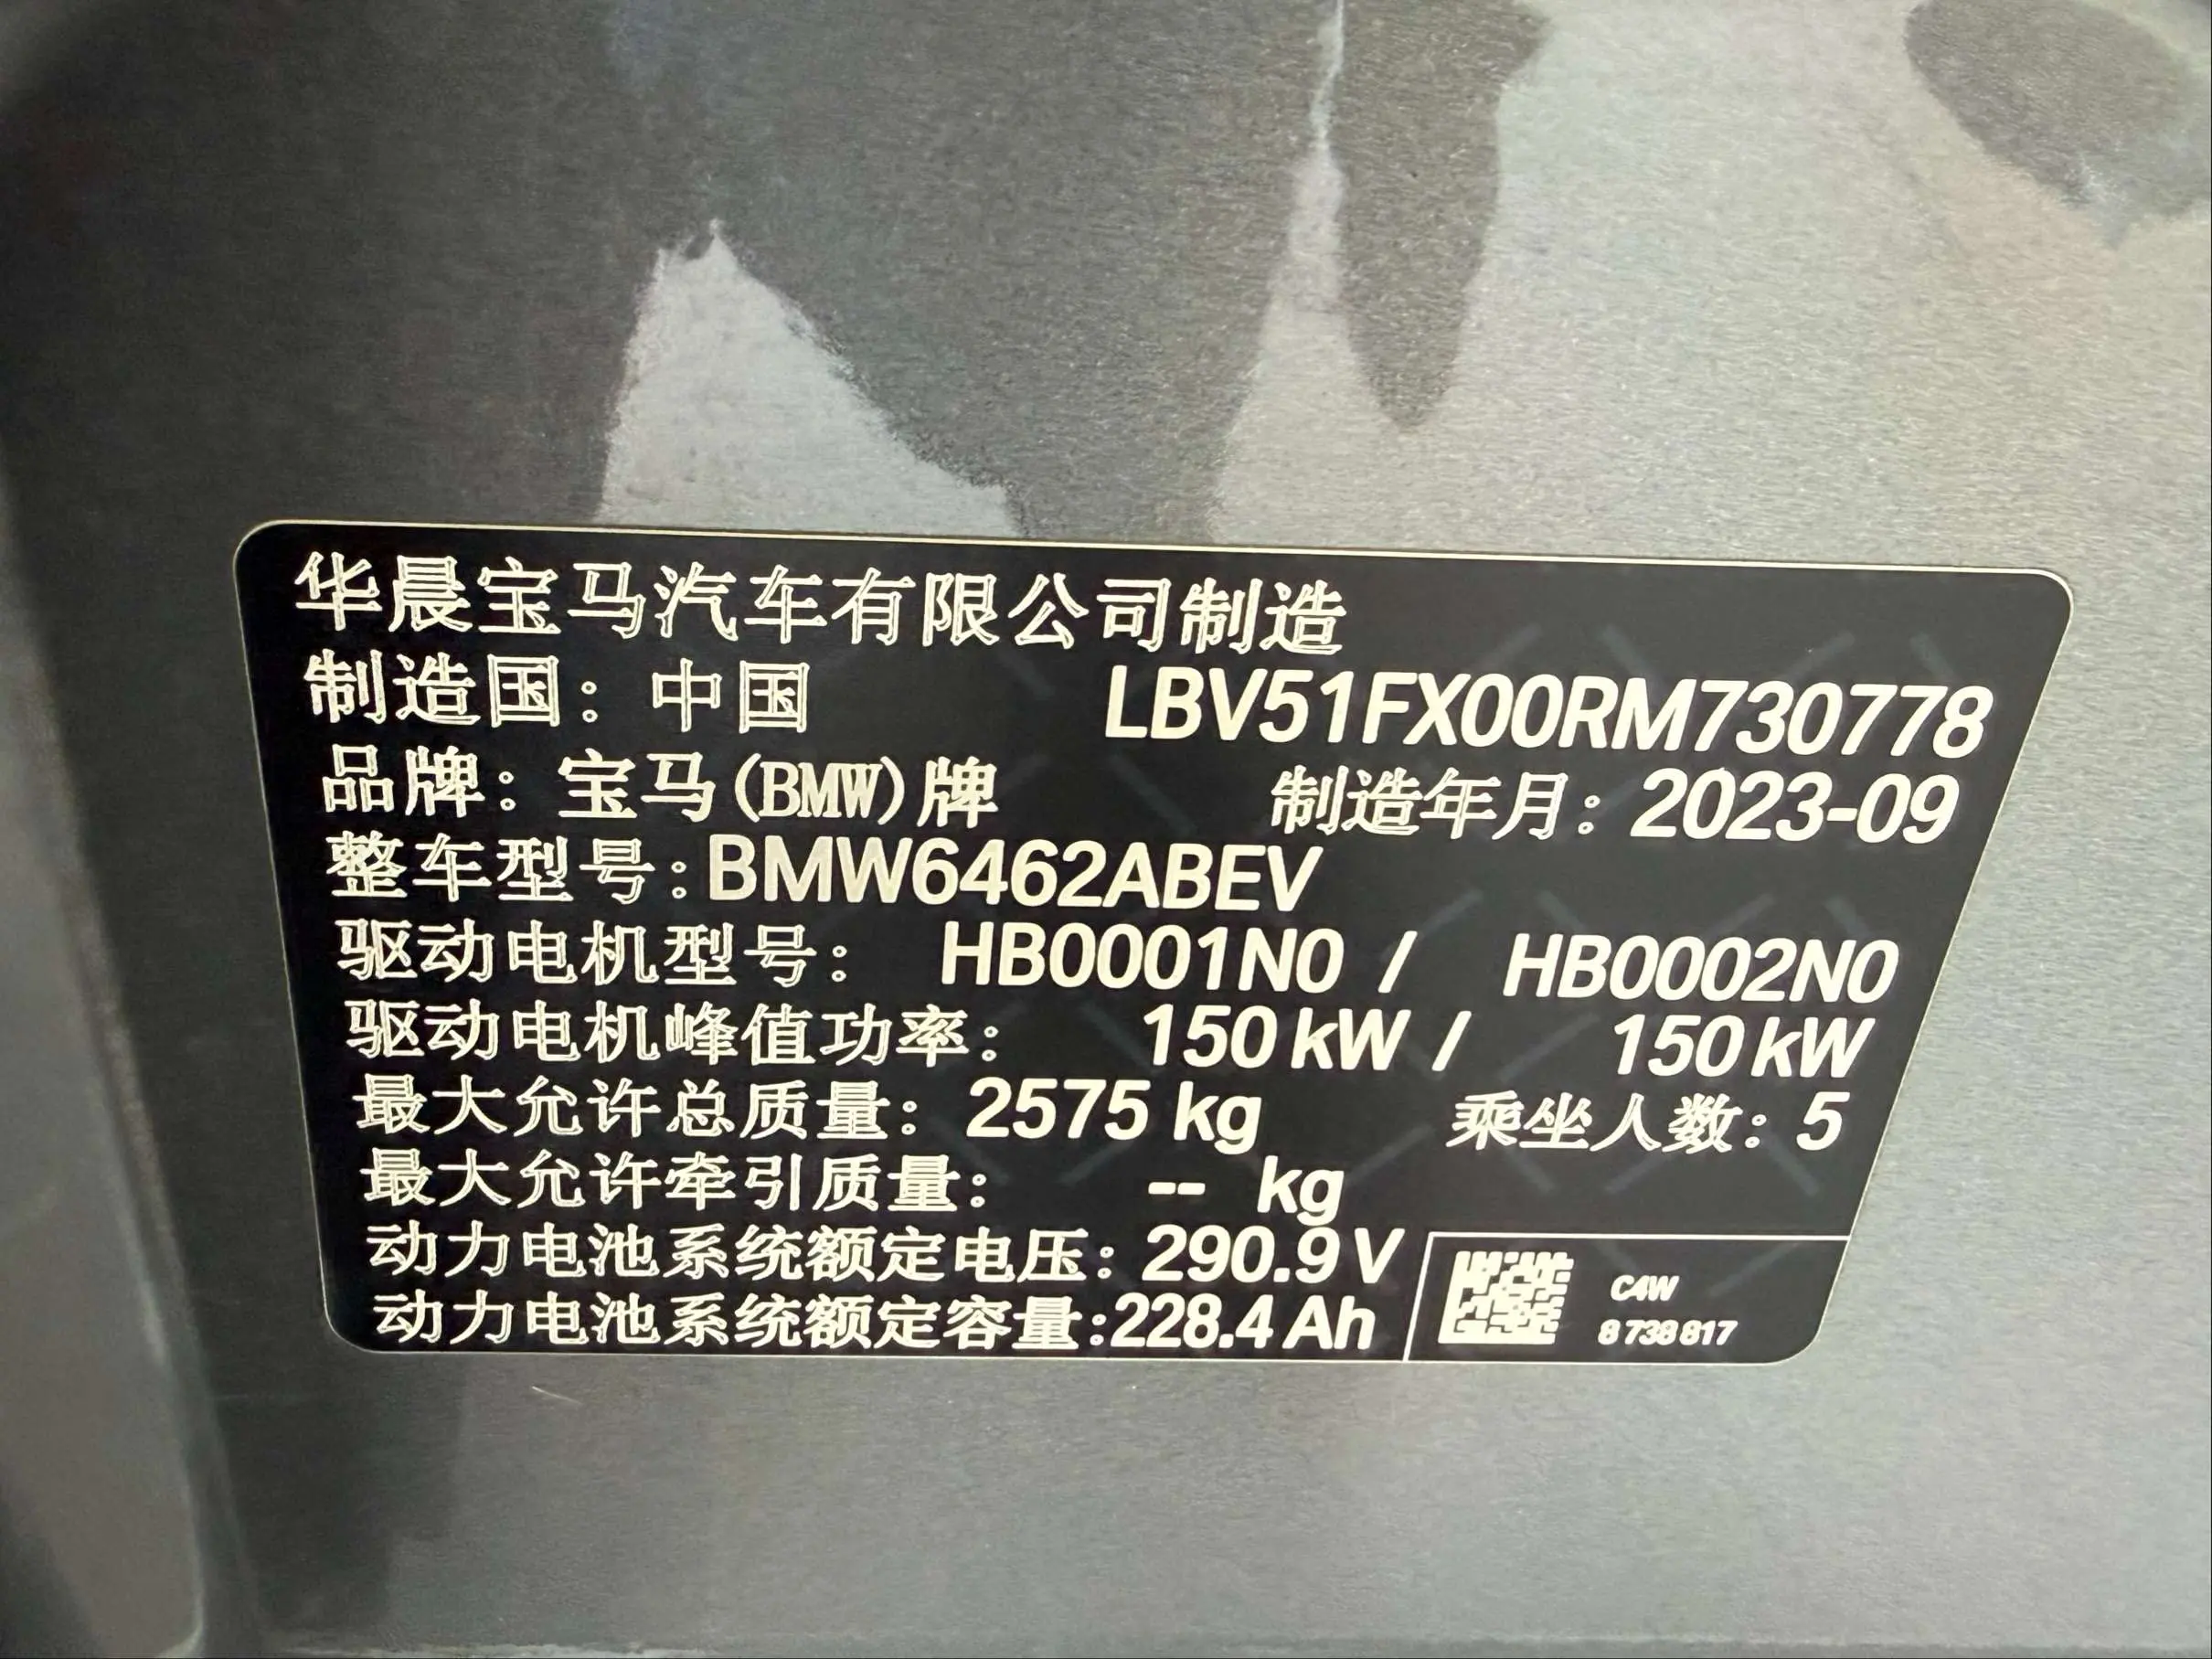 华晨宝马汽车有限公司制造
制造国：中国 LBV51FX00RM730778
品牌：宝马(BMW)牌 制造年月：2023-09
整车型号:BMW6462ABEV
驱动电机型号： HB0001N0 / HB0002N0
驱动电机峰值功率： 150 kW / 150 kW
最大允许总质量：2575 kg 乘坐人数：5
最大允许牵引质量： -- kg
动力电池系统额定电压：290.9 V
动力电池系统额定容量:228.4 Ah
C4W
8 738 817